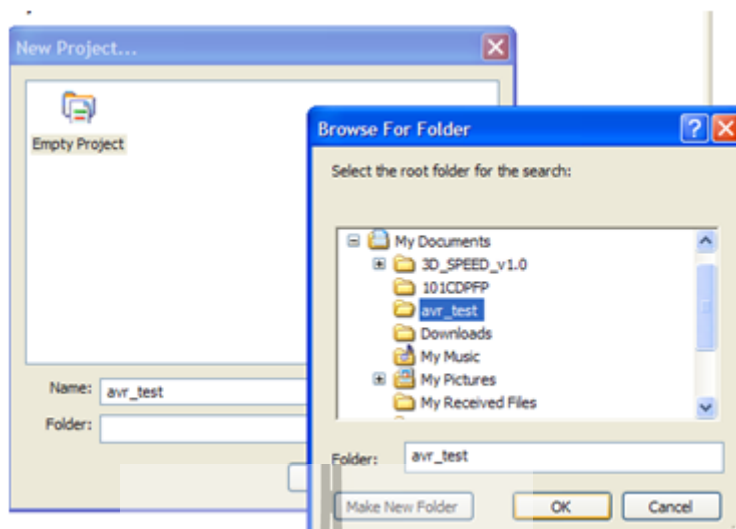 New Project...
Empty Project
Name: avr_test
Folder:
Browse For Folder
Select the root folder for the search:
My Documents
3D_SPEED_v1.0
101CDPFP
avr_test
Downloads
My Music
My Pictures
My Received Files
Folder: avr_test
Make New Folder OK Cancel